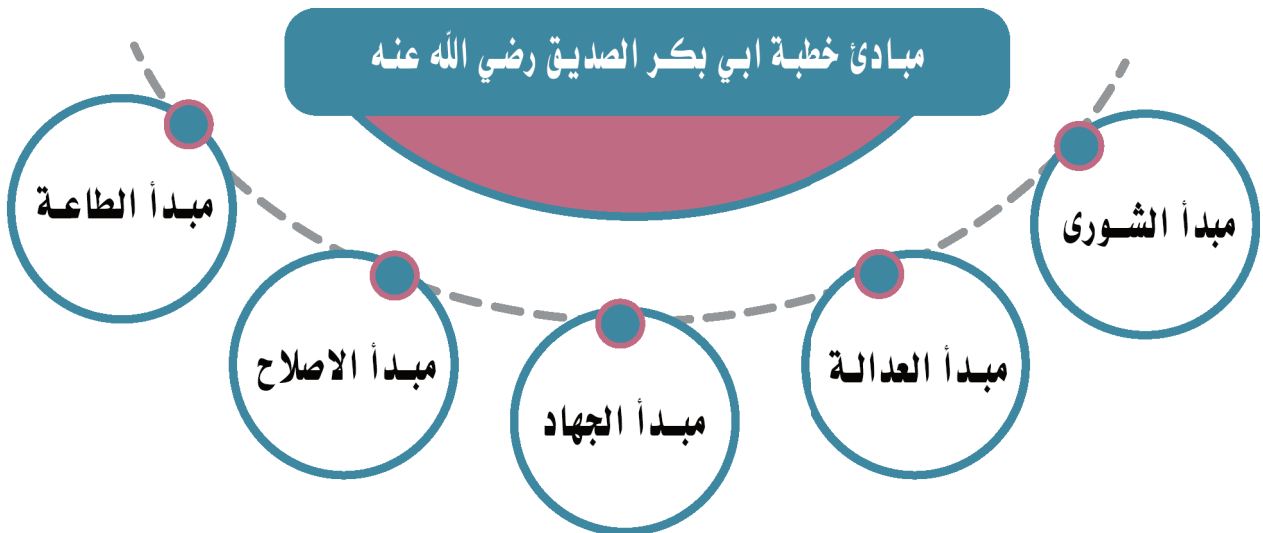 مبادئ خطبة ابي بكر الصديق رضي الله عنه
مبدأ الشورى
مبدأ العدالة
مبدأ الجهاد
مبدأ الاصلاح
مبدأ الطاعة